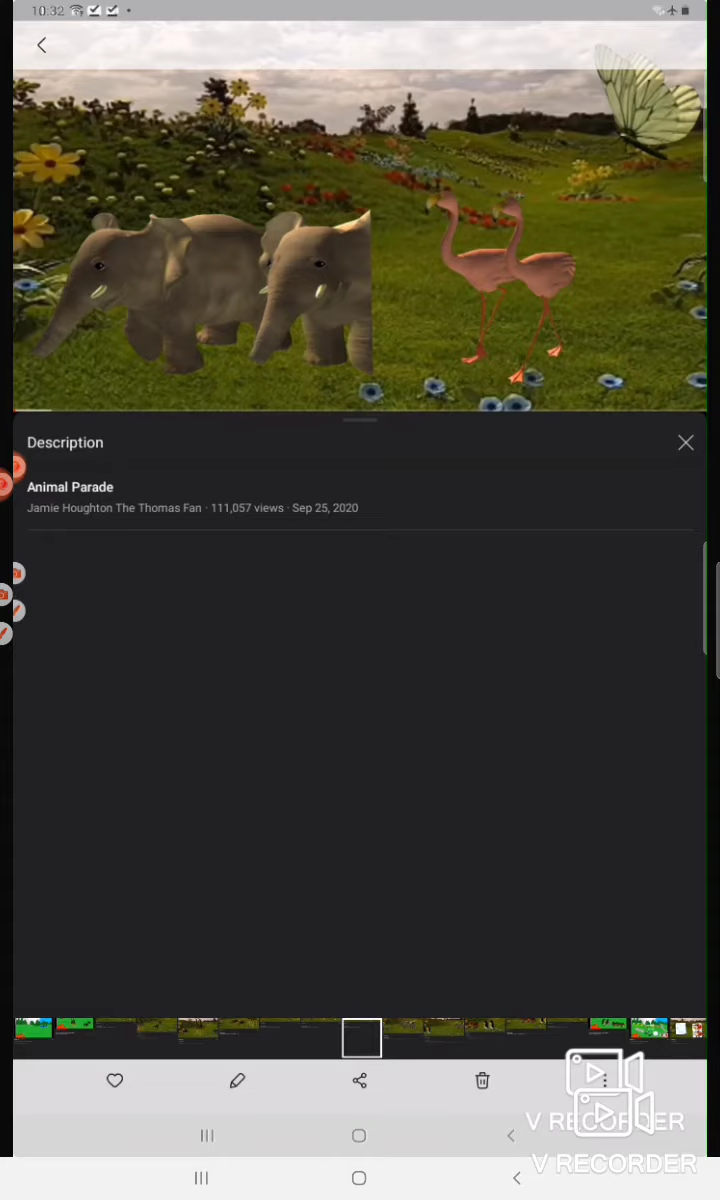 10.32
Description
Animal Parade
Jamie Houghton The Thomas Fan · 111,057 views · Sep 25, 2020
V RECORDER
V RECORDER